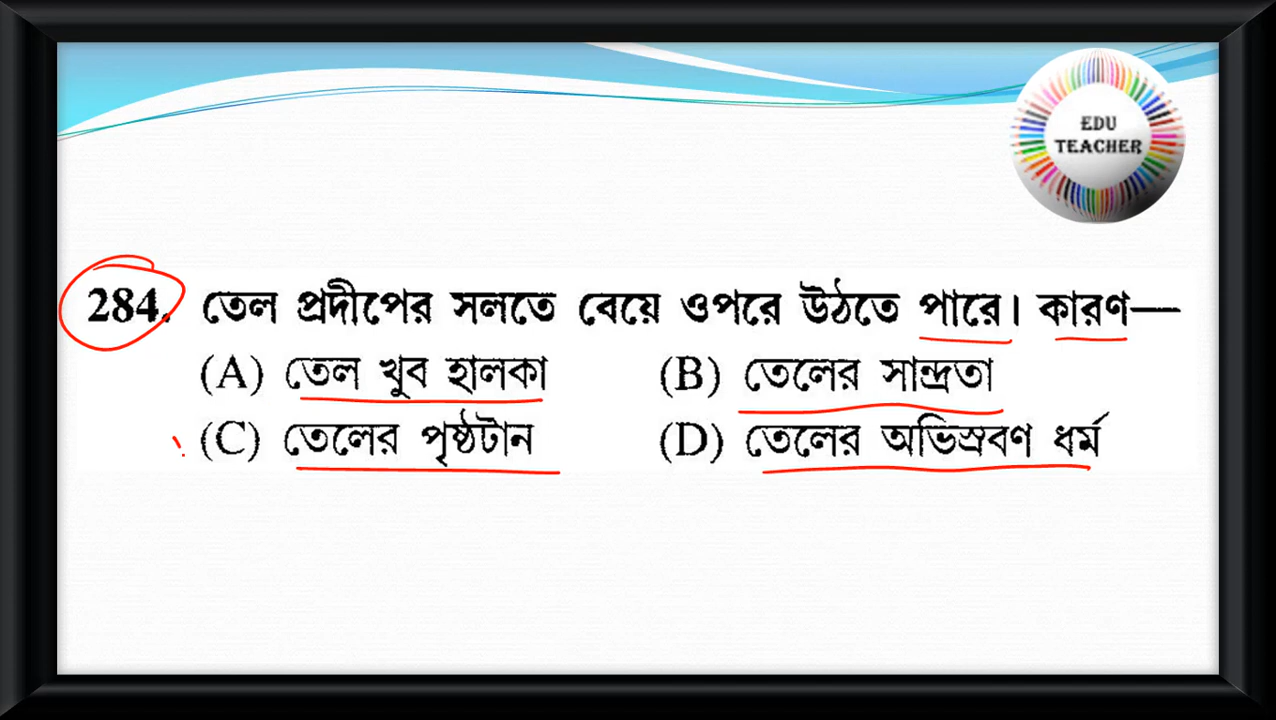 EDU
TEACHER
284. তেল প্রদীপের সলতে বেয়ে ওপরে উঠতে পারে। কারণ—
(A) তেল খুব হালকা (B) তেলের সান্দ্রতা
(C) তেলের পৃষ্ঠটান (D) তেলের অভিস্রবণ ধর্ম